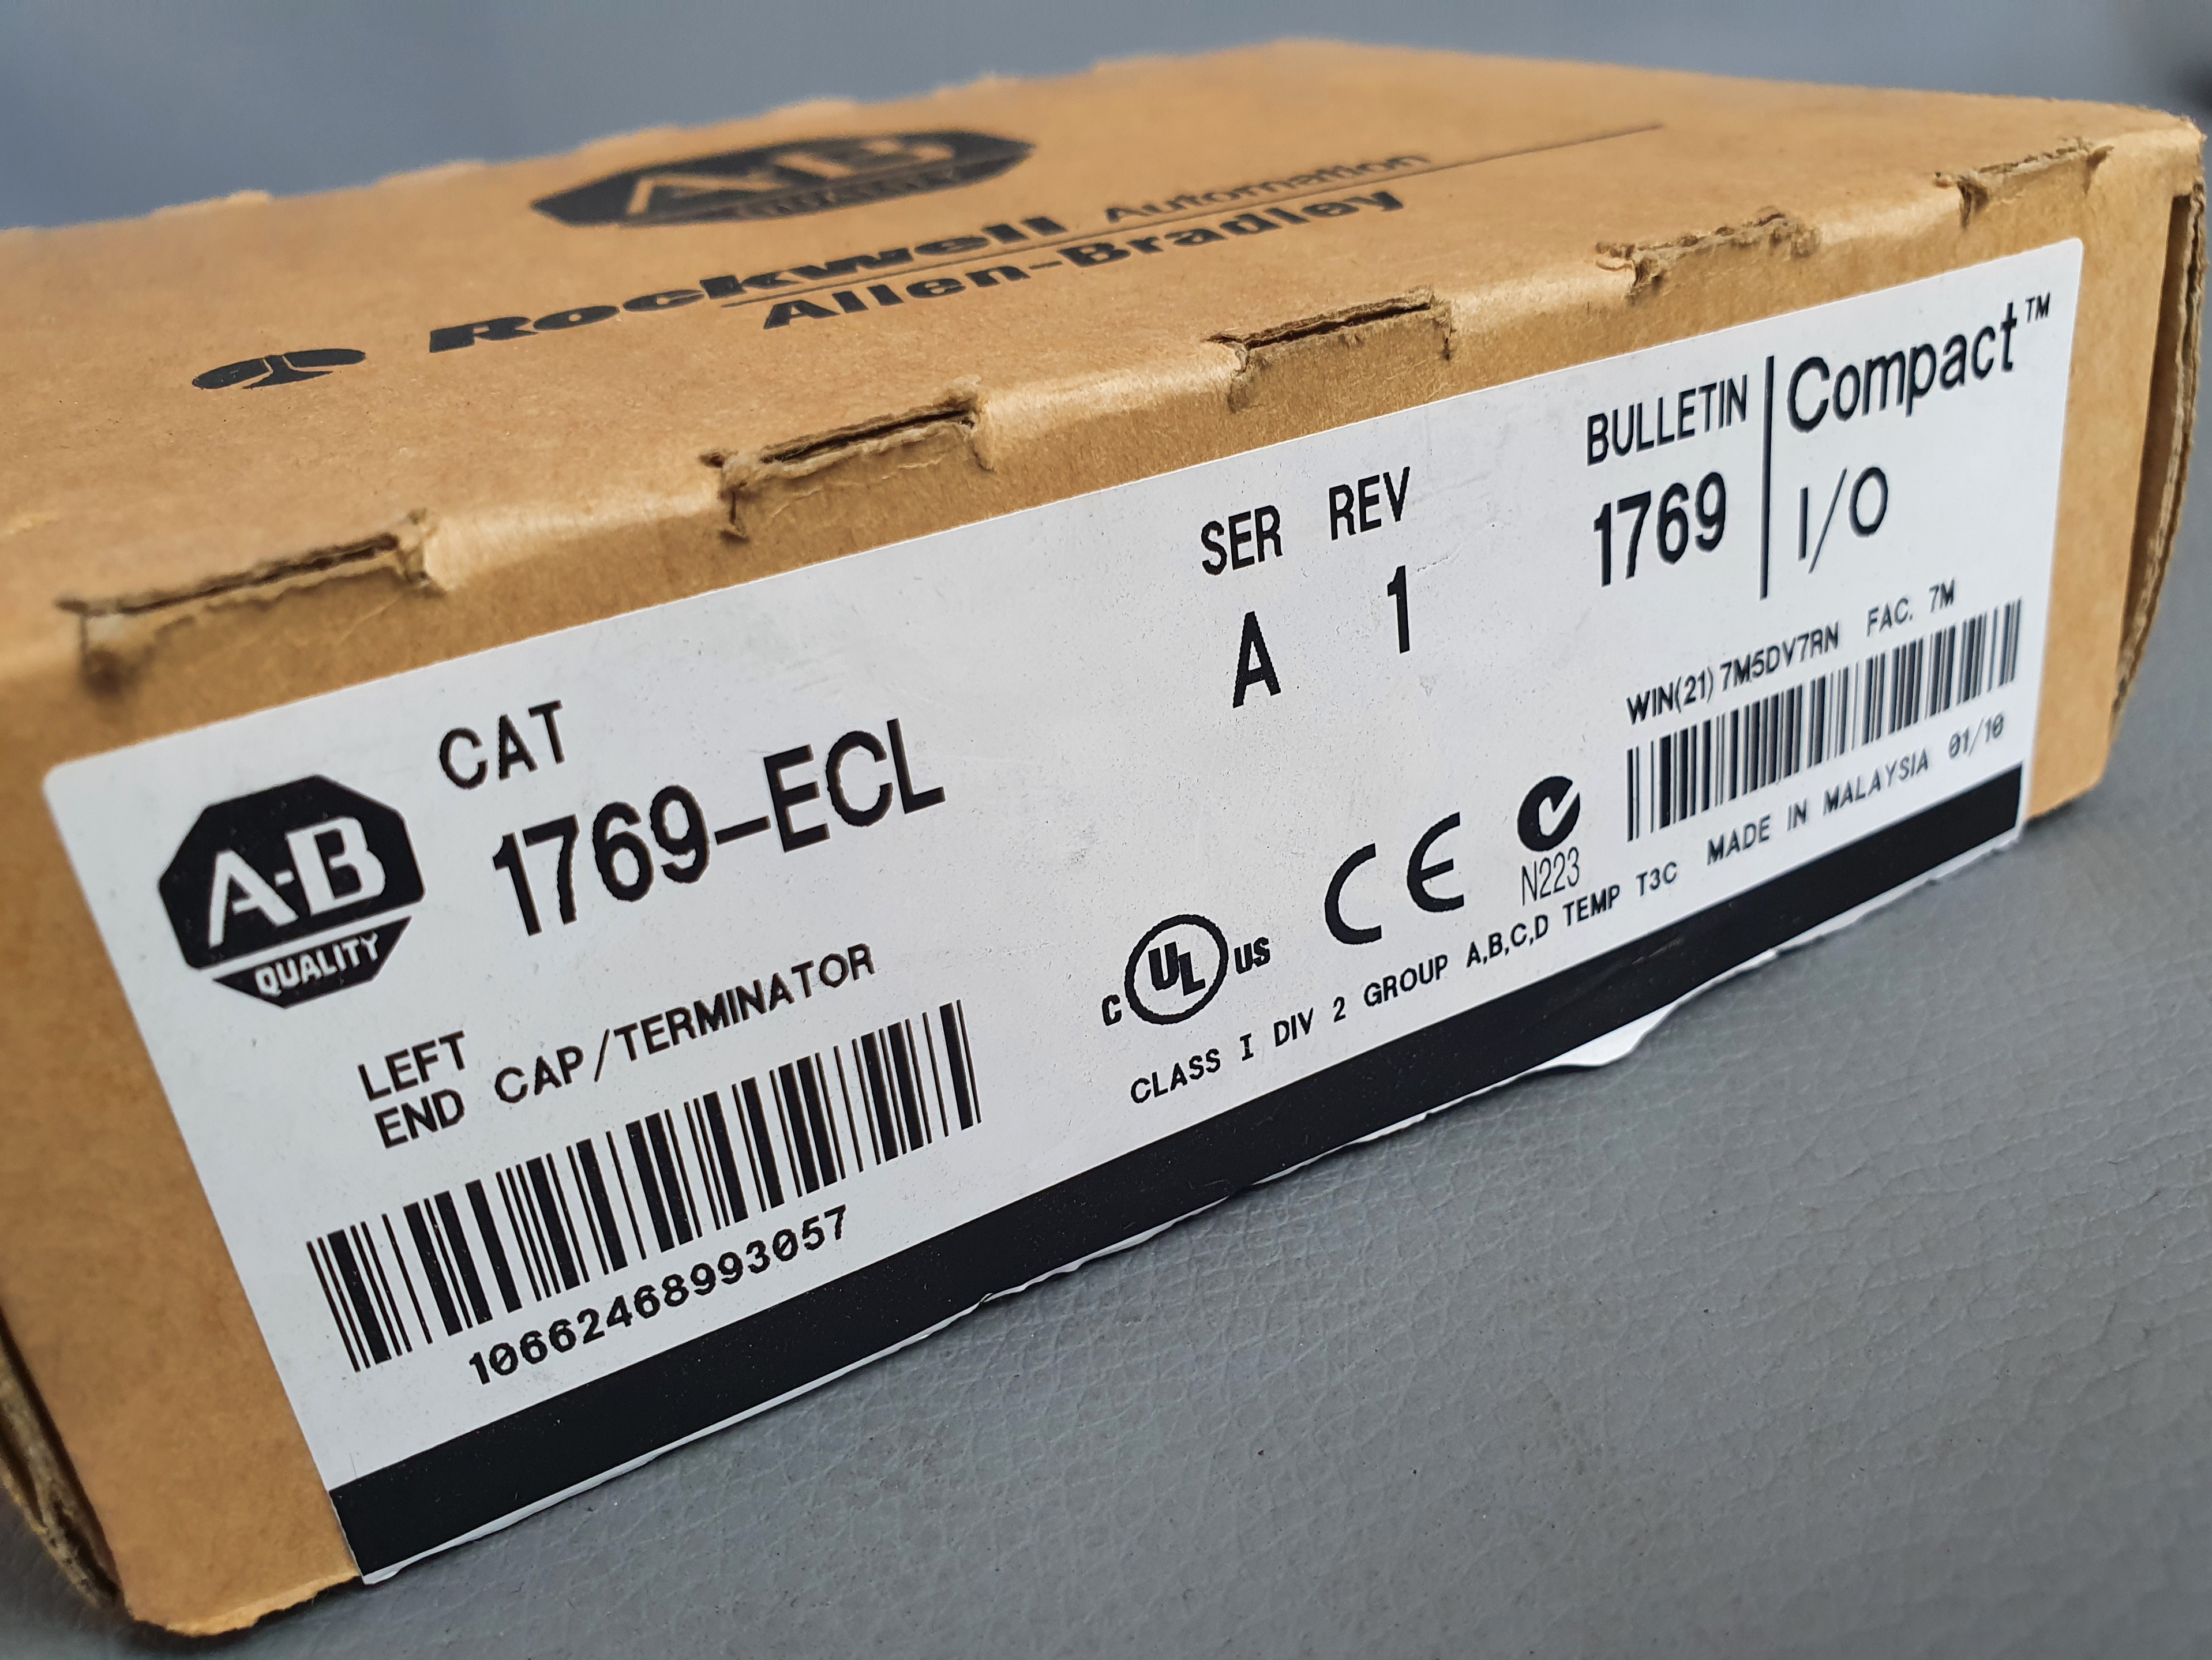 A-B
QUALITY
Rockwell Automation
Allen-Bradley
A-B
QUALITY
CAT
1769-ECL
LEFT
END CAP/TERMINATOR
10662468993057
SER REV
A 1
BULLETIN
1769
Compact™
I/O
C UL US
CE
N223
WIN(21) 7M5DV7RN FAC. 7M
CLASS I DIV 2 GROUP A,B,C,D TEMP T3C MADE IN MALAYSIA 01/10